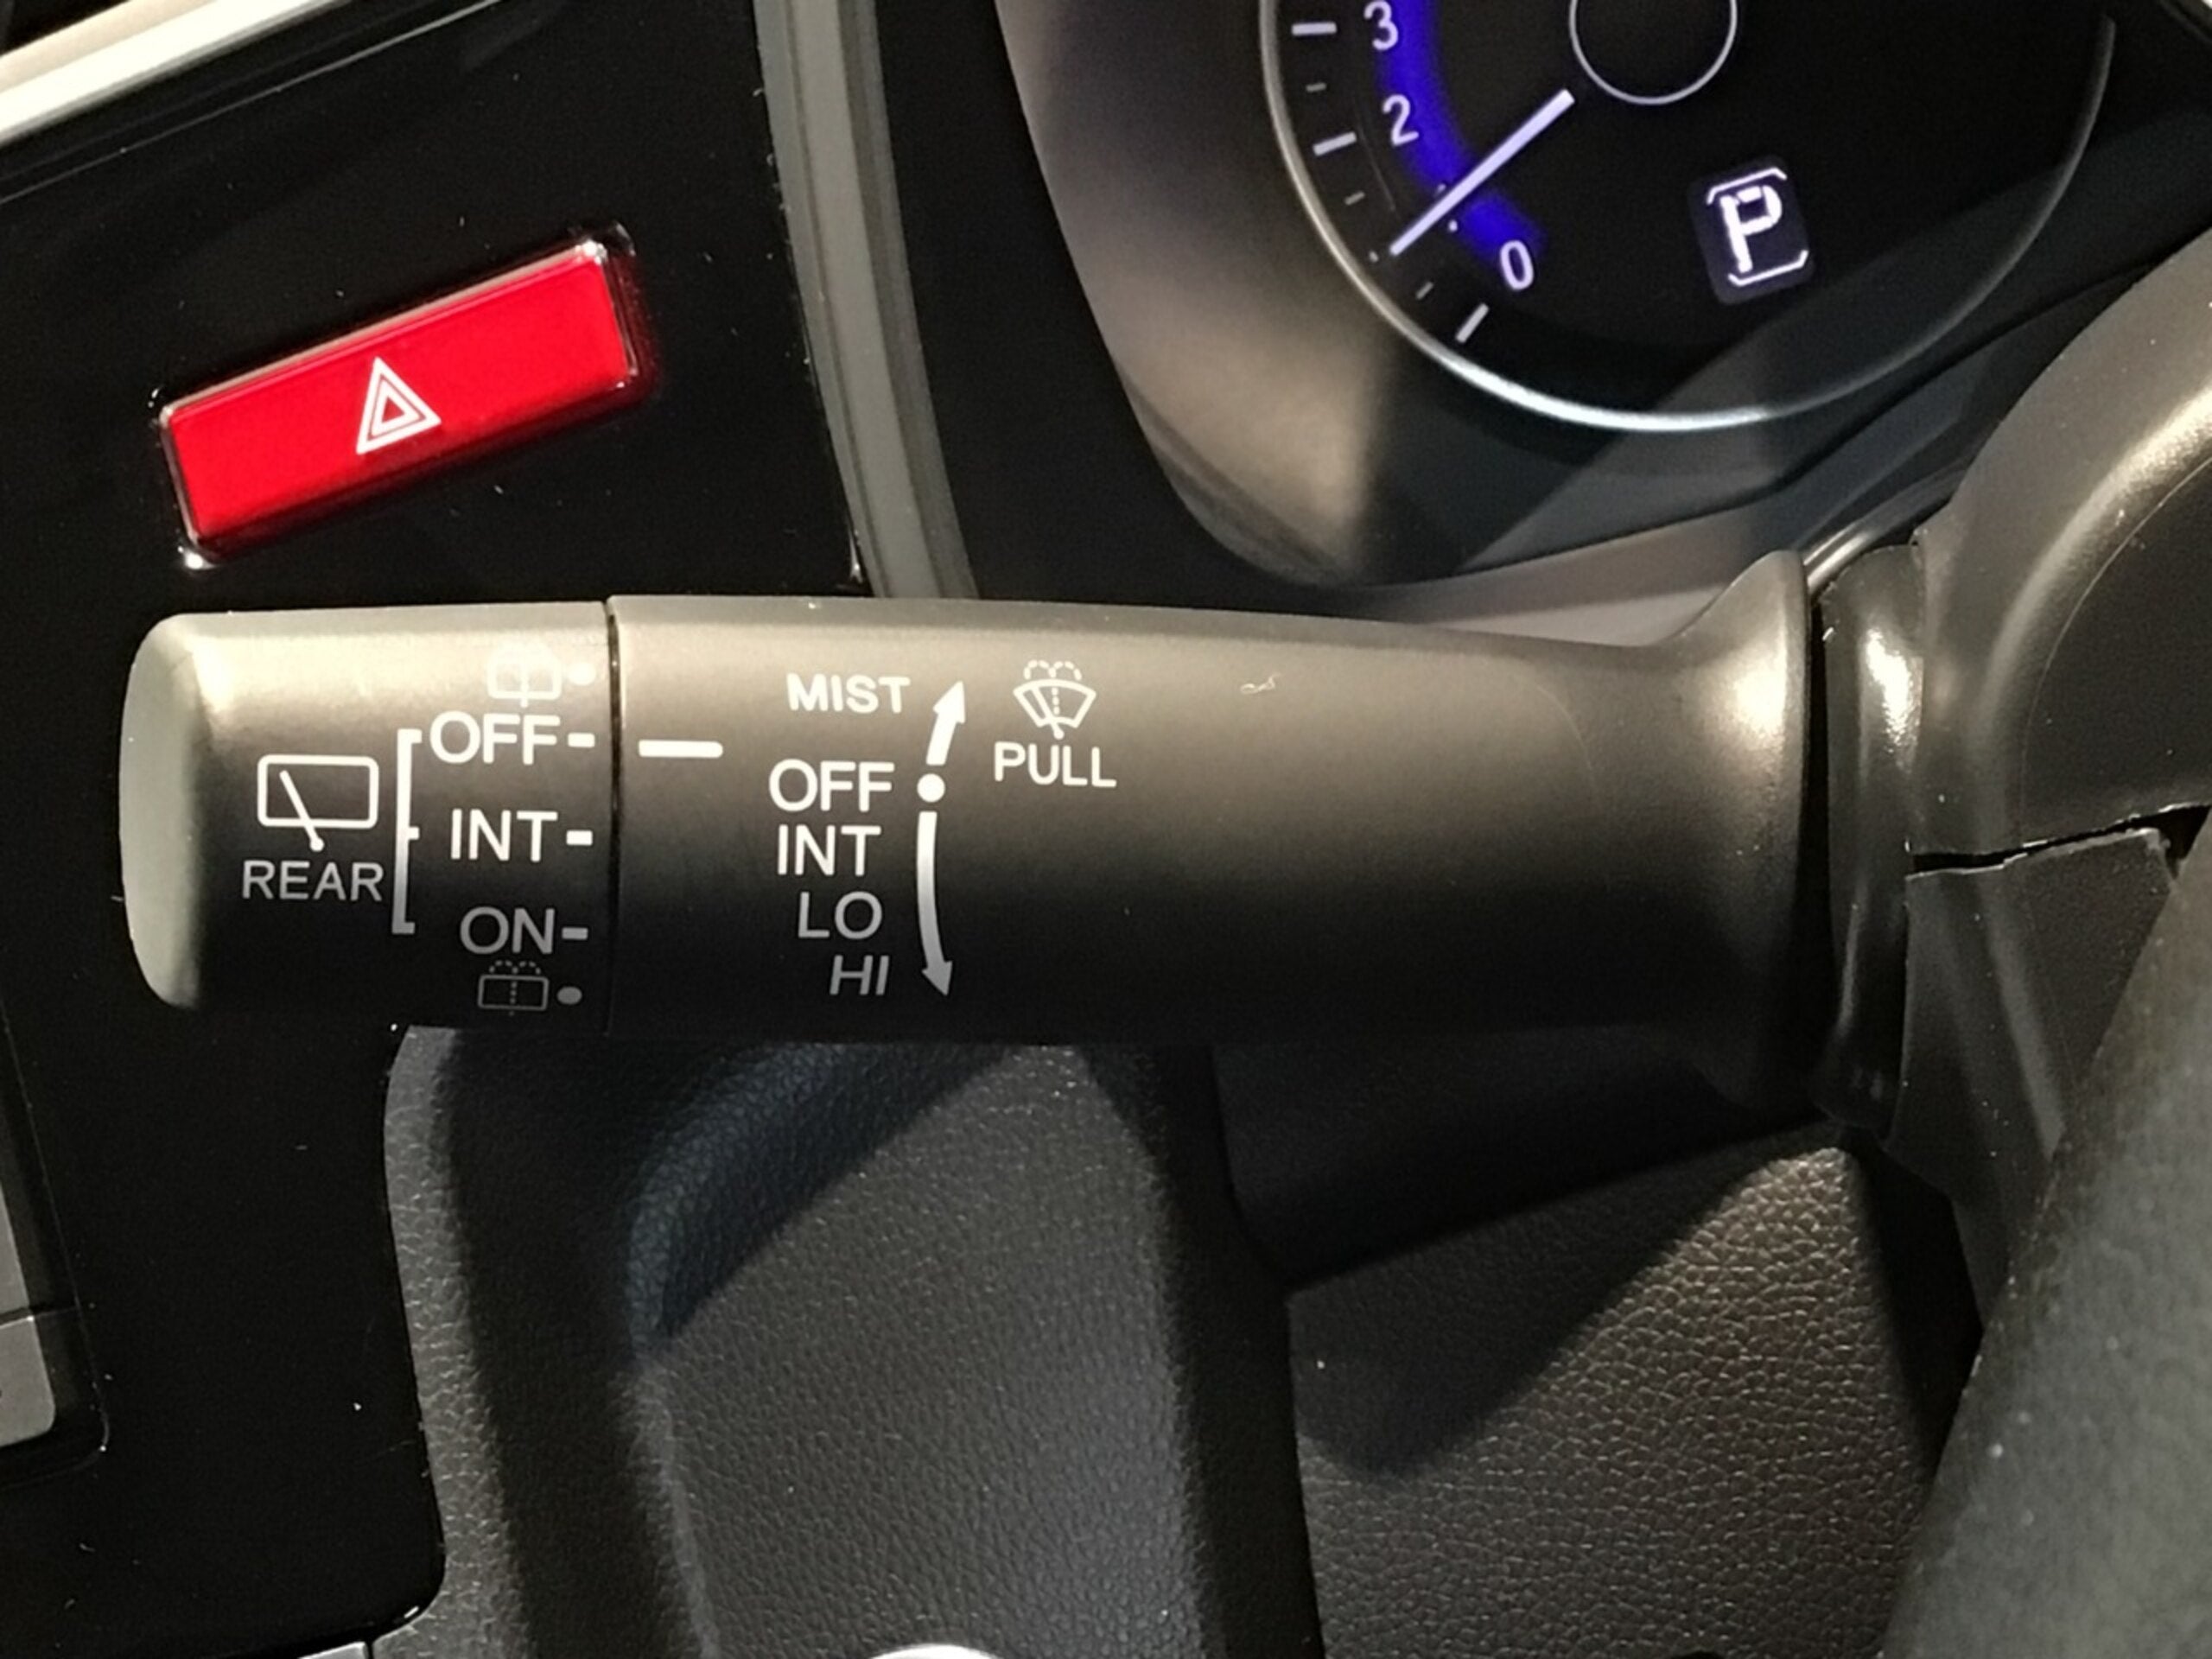 3
2
0
P
MIST
PULL
OFF
INT
LO
HI
OFF
INT
ON
REAR